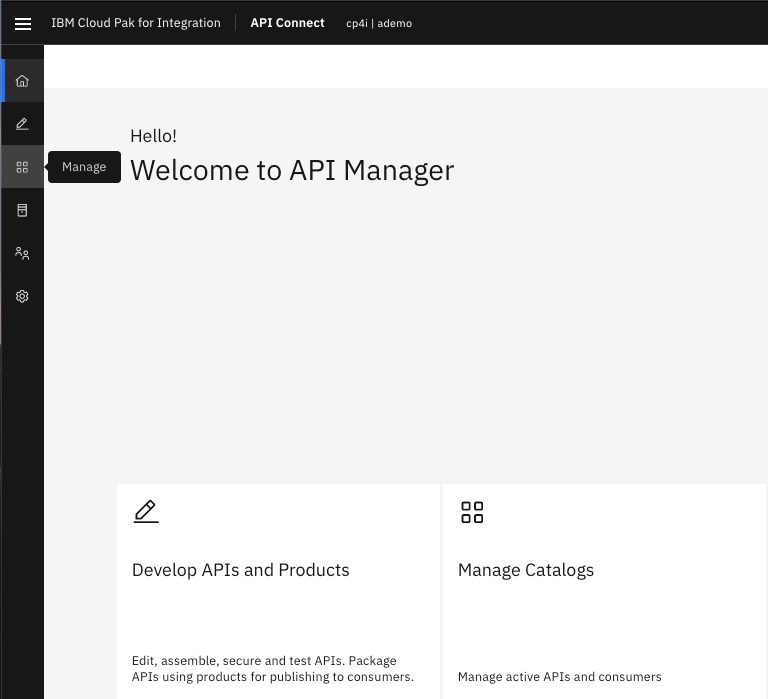 IBM Cloud Pak for Integration API Connect cp4i | ademo
Hello!
Manage
Welcome to API Manager
Develop APIs and Products
Edit, assemble, secure and test APIs. Package
APIs using products for publishing to consumers.
Manage Catalogs
Manage active APIs and consumers